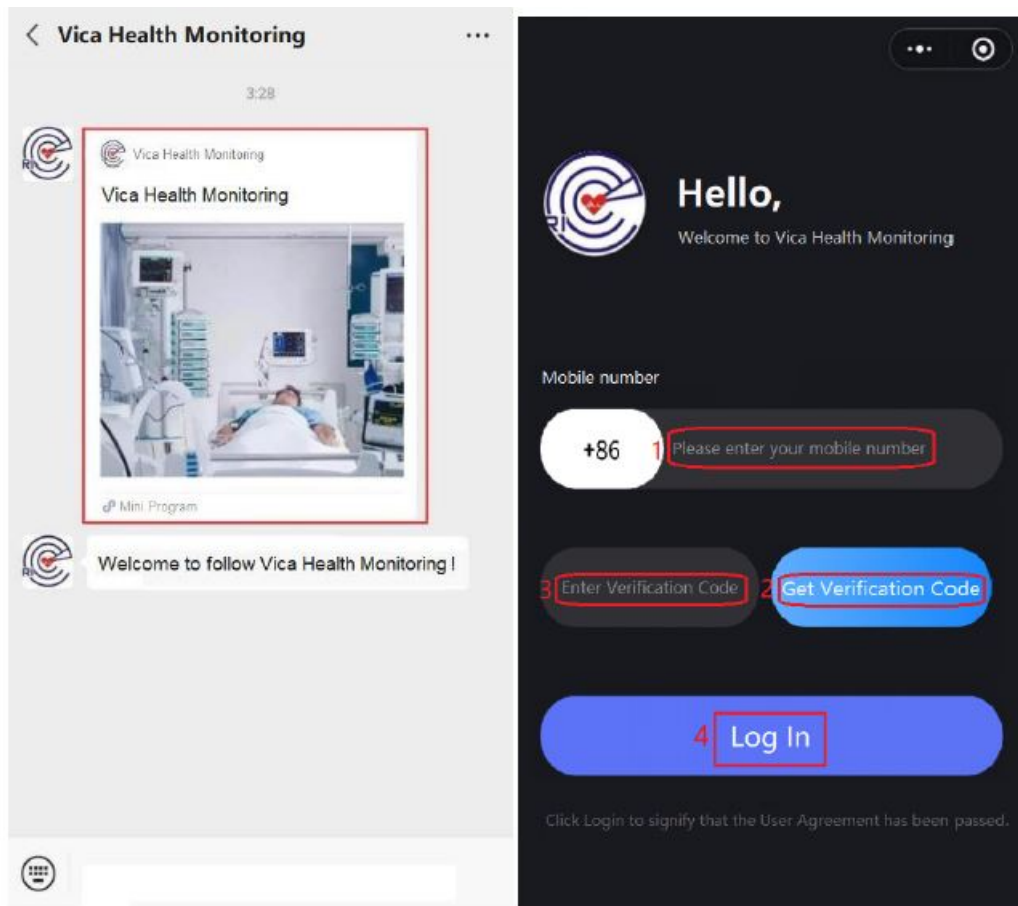 Vica Health Monitoring
3:28
Vica Health Monitoring
Vica Health Monitoring
Mini Program
Welcome to follow Vica Health Monitoring !
Hello,
Welcome to Vica Health Monitoring
Mobile number
+86
1 Please enter your mobile number
3 Enter Verification Code
2 Get Verification Code
4 Log In
Click Login to signify that the User Agreement has been passed.